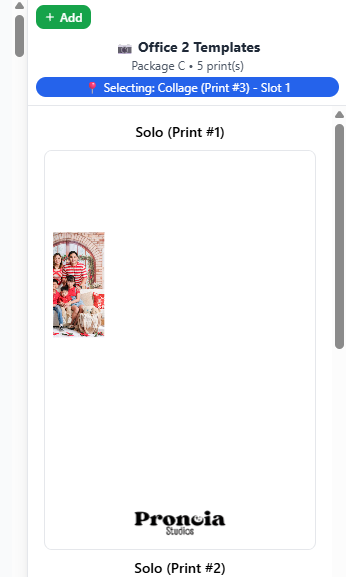 + Add
Office 2 Templates
Package C • 5 print(s)
Selecting: Collage (Print #3) - Slot 1
Solo (Print #1)
Pronoia
Studios
Solo (Print #2)